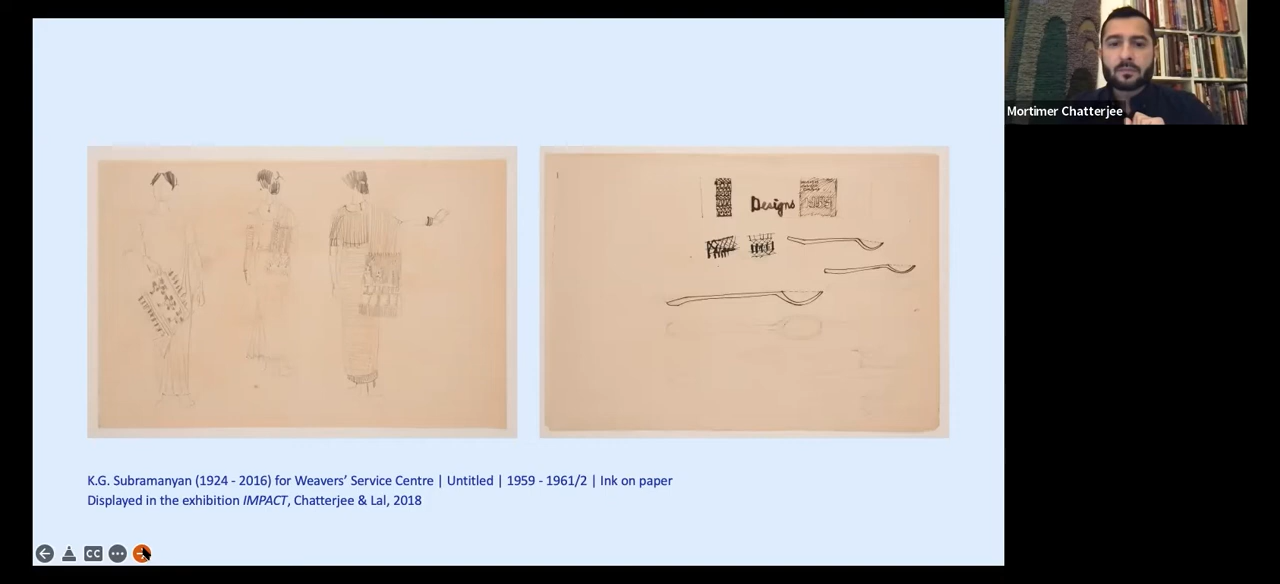 Mortimer Chatterjee
Designs
K.G. Subramanyan (1924 - 2016) for Weavers' Service Centre | Untitled | 1959 - 1961/2 | Ink on paper
Displayed in the exhibition IMPACT, Chatterjee & Lal, 2018
CC